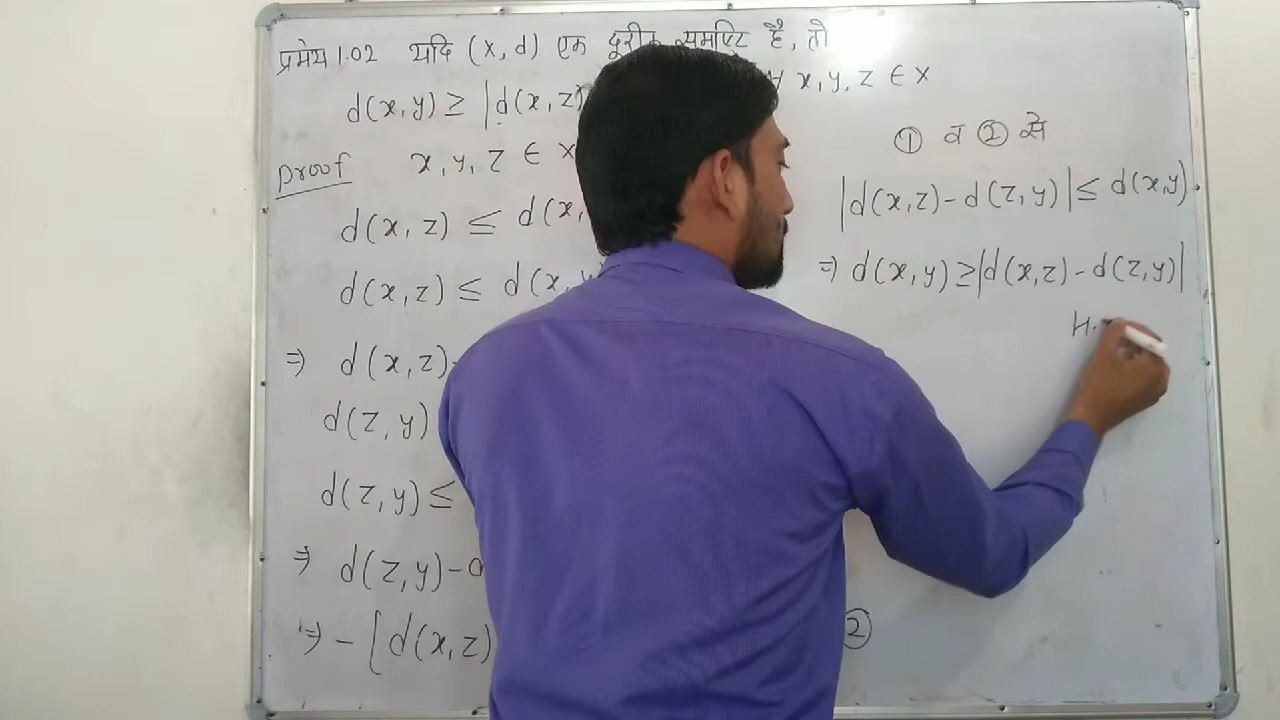 प्रमेय 1.02 यदि (x, d) एक दूरीक समष्टि है, तो
d(x,y) ≥ |d(x,z) ∀ x, y, z ∈ X
proof x, y, z ∈ X
d(x, z) ≤ d(x,
d(x,z) ≤ d(x, y
⇒ d(x,z)-
d(z, y)
d(z, y) ≤
⇒ d(z,y)-
⇒ -[d(x,z) ②
① व ② से
|d(x,z)-d(z,y)| ≤ d(x,y)
⇒ d(x,y) ≥ |d(x,z)-d(z,y)|
H.